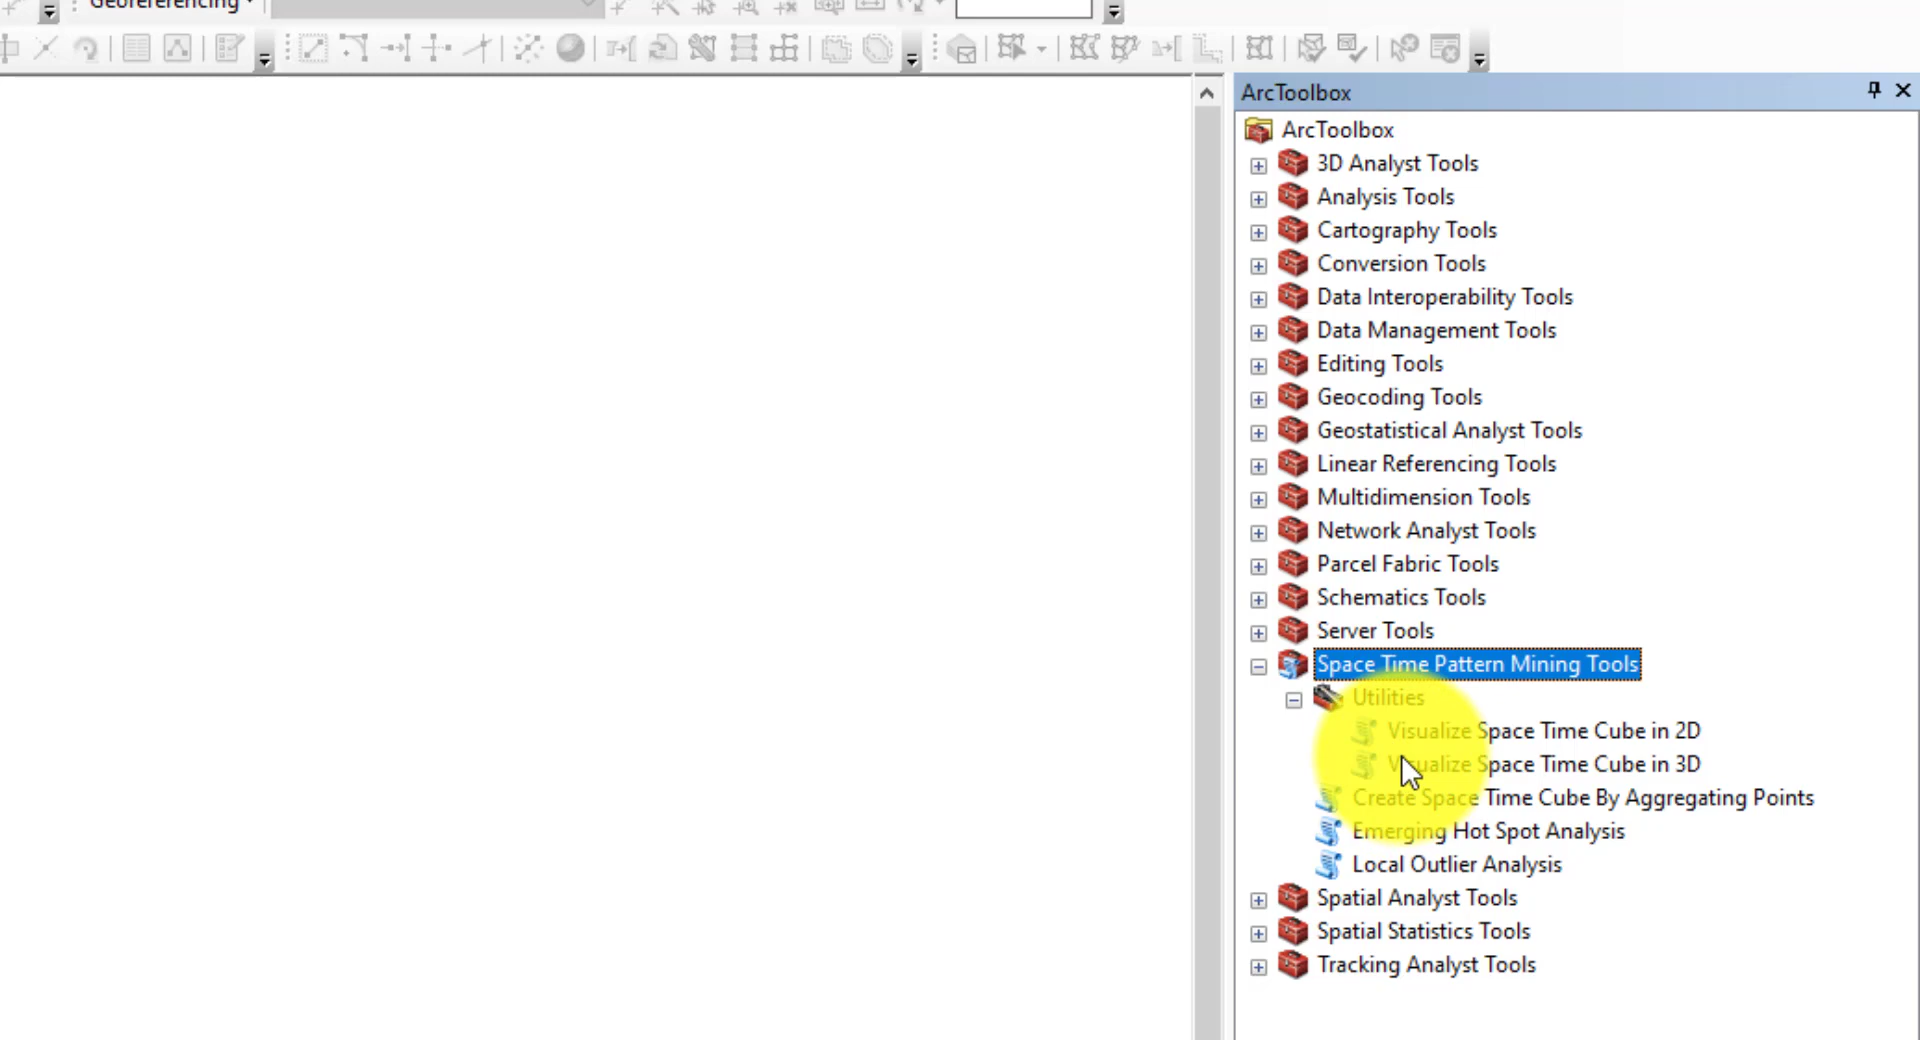 Georeferencing
ArcToolbox
ArcToolbox
3D Analyst Tools
Analysis Tools
Cartography Tools
Conversion Tools
Data Interoperability Tools
Data Management Tools
Editing Tools
Geocoding Tools
Geostatistical Analyst Tools
Linear Referencing Tools
Multidimension Tools
Network Analyst Tools
Parcel Fabric Tools
Schematics Tools
Server Tools
Space Time Pattern Mining Tools
Utilities
Visualize Space Time Cube in 2D
Visualize Space Time Cube in 3D
Create Space Time Cube By Aggregating Points
Emerging Hot Spot Analysis
Local Outlier Analysis
Spatial Analyst Tools
Spatial Statistics Tools
Tracking Analyst Tools